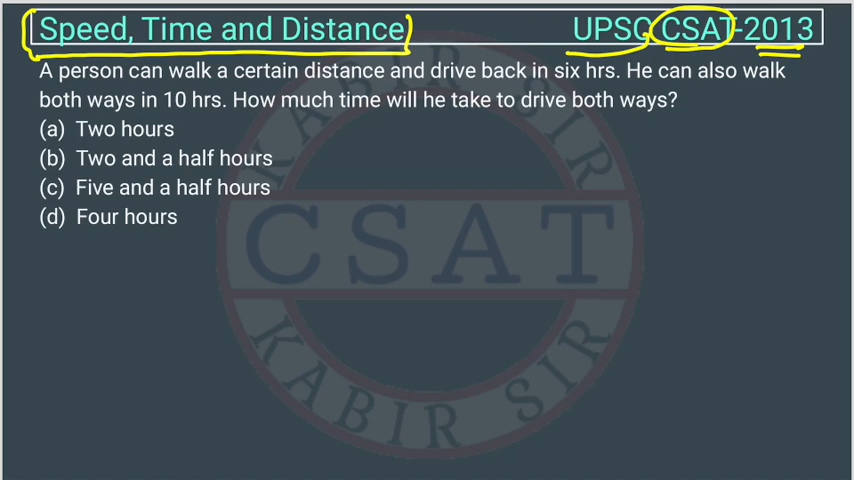 Speed, Time and Distance UPSC CSAT-2013
A person can walk a certain distance and drive back in six hrs. He can also walk
both ways in 10 hrs. How much time will he take to drive both ways?
(a) Two hours
(b) Two and a half hours
(c) Five and a half hours
(d) Four hours
KABIR SIR
CSAT
KABIR SIR